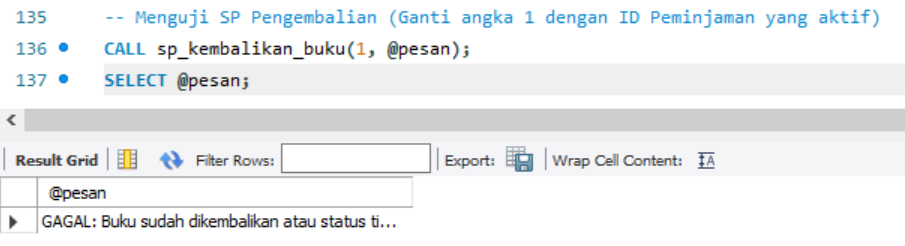 135 -- Menguji SP Pengembalian (Ganti angka 1 dengan ID Peminjaman yang aktif)
136 CALL sp_kembalikan_buku(1, @pesan);
137 SELECT @pesan;
Result Grid Filter Rows: Export: Wrap Cell Content: IA
@pesan
GAGAL: Buku sudah dikembalikan atau status ti...